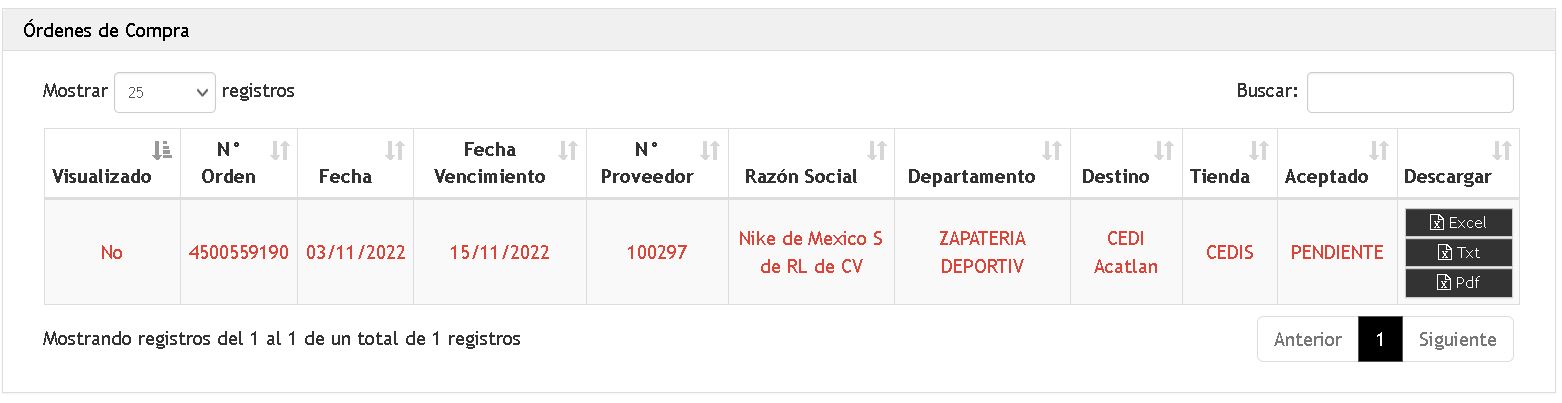 Órdenes de Compra
Mostrar 25 registros Buscar:
Visualizado N° Orden Fecha Fecha Vencimiento N° Proveedor Razón Social Departamento Destino Tienda Aceptado Descargar
No 4500559190 03/11/2022 15/11/2022 100297 Nike de Mexico S de RL de CV ZAPATERIA DEPORTIV CEDI Acatlan CEDIS PENDIENTE Excel
Txt
Pdf
Mostrando registros del 1 al 1 de un total de 1 registros Anterior 1 Siguiente